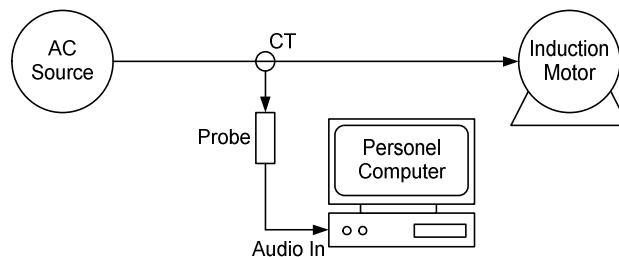 AC
Source
CT
Induction
Motor
Probe
Personel
Computer
Audio In